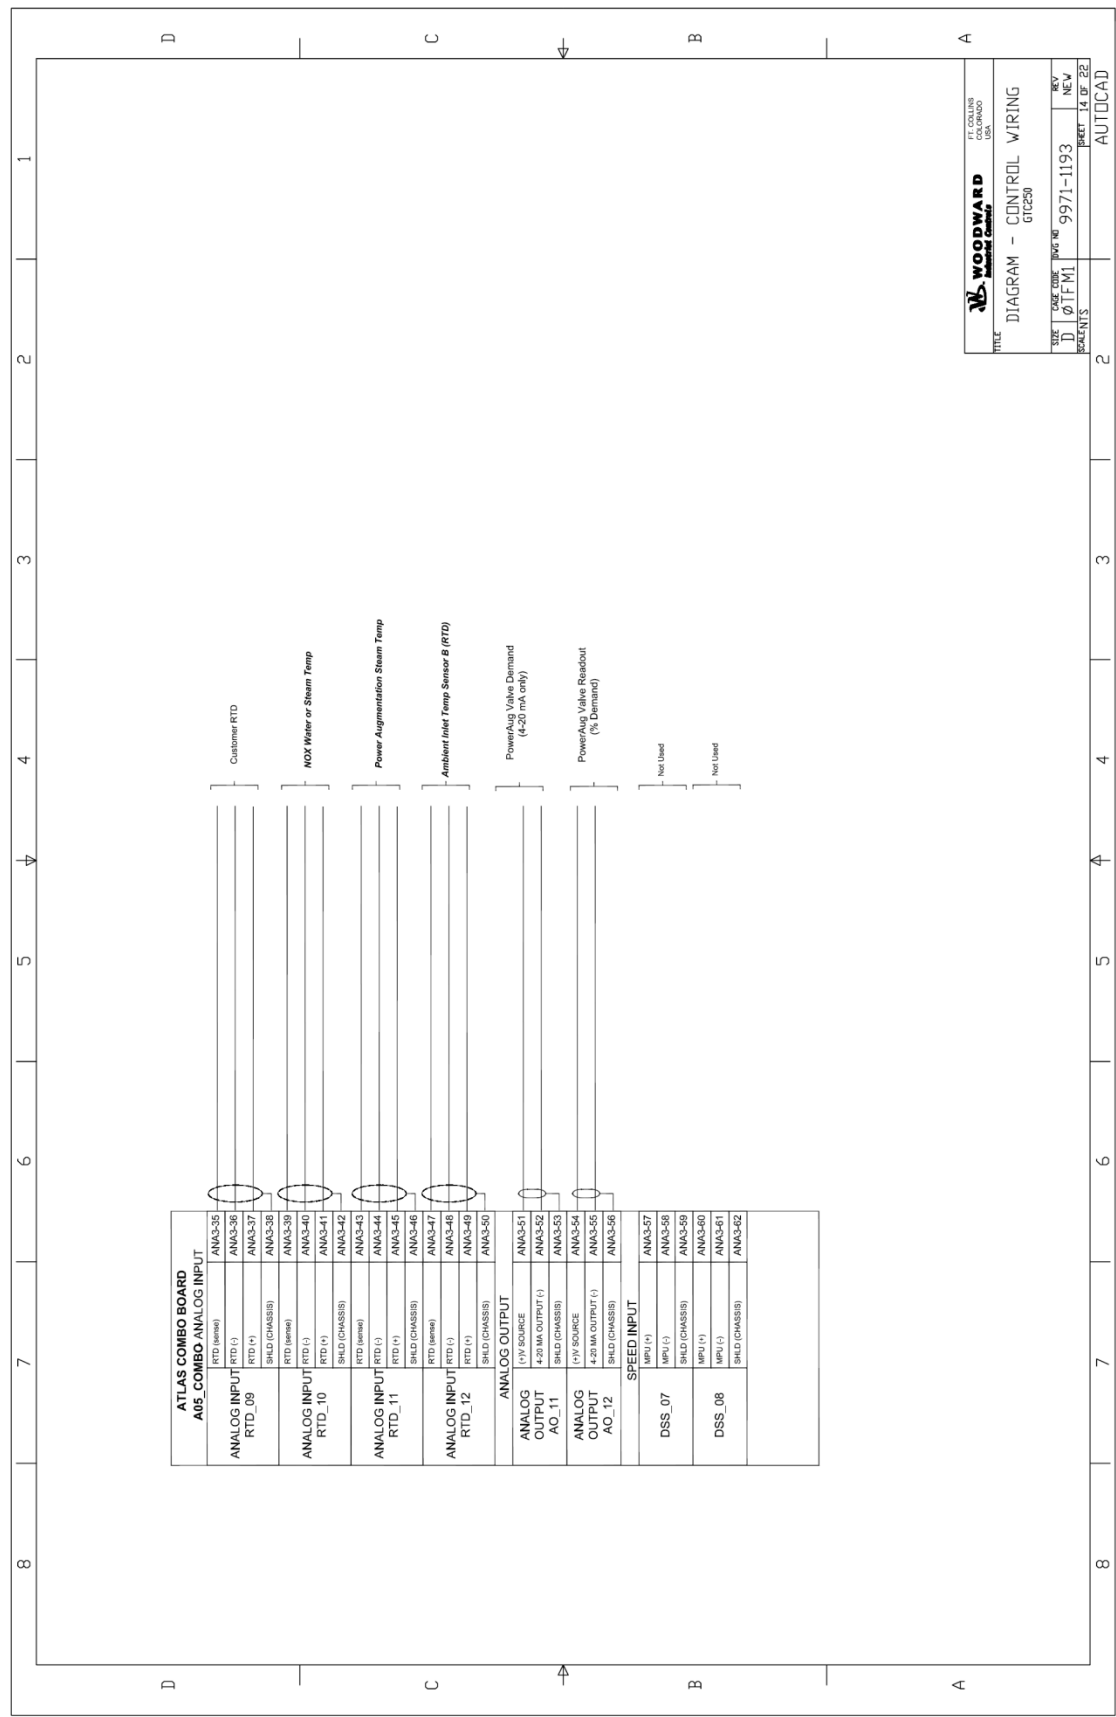 D
C
B
A
1
2
3
4
5
6
7
8
ATLAS COMBO BOARD
A05_COMBO ANALOG INPUT
ANALOG INPUT
RTD_09
RTD (sense) ANA3-35
RTD (-) ANA3-36
RTD (+) ANA3-37
SHLD (CHASSIS) ANA3-38
Customer RTD
ANALOG INPUT
RTD_10
RTD (sense) ANA3-39
RTD (-) ANA3-40
RTD (+) ANA3-41
SHLD (CHASSIS) ANA3-42
NOX Water or Steam Temp
ANALOG INPUT
RTD_11
RTD (sense) ANA3-43
RTD (-) ANA3-44
RTD (+) ANA3-45
SHLD (CHASSIS) ANA3-46
Power Augmentation Steam Temp
ANALOG INPUT
RTD_12
RTD (sense) ANA3-47
RTD (-) ANA3-48
RTD (+) ANA3-49
SHLD (CHASSIS) ANA3-50
Ambient Inlet Temp Sensor B (RTD)
ANALOG OUTPUT
ANALOG
OUTPUT
AO_11
(+)V SOURCE ANA3-51
4-20 MA OUTPUT (-) ANA3-52
SHLD (CHASSIS) ANA3-53
PowerAug Valve Demand
(4-20 mA only)
ANALOG
OUTPUT
AO_12
(+)V SOURCE ANA3-54
4-20 MA OUTPUT (-) ANA3-55
SHLD (CHASSIS) ANA3-56
PowerAug Valve Readout
(% Demand)
SPEED INPUT
DSS_07
MPU (+) ANA3-57
MPU (-) ANA3-58
SHLD (CHASSIS) ANA3-59
Not Used
DSS_08
MPU (+) ANA3-60
MPU (-) ANA3-61
SHLD (CHASSIS) ANA3-62
Not Used
WOODWARD
Industrial Controls
FT. COLLINS
COLORADO
USA
TITLE
DIAGRAM - CONTROL WIRING
GTC250
SIZE
D
CAGE CODE
ØTFM1
DWG NO
9971-1193
REV
NEW
SCALE NTS
SHEET 14 OF 22
AUTOCAD
D
C
B
A
1
2
3
4
5
6
7
8